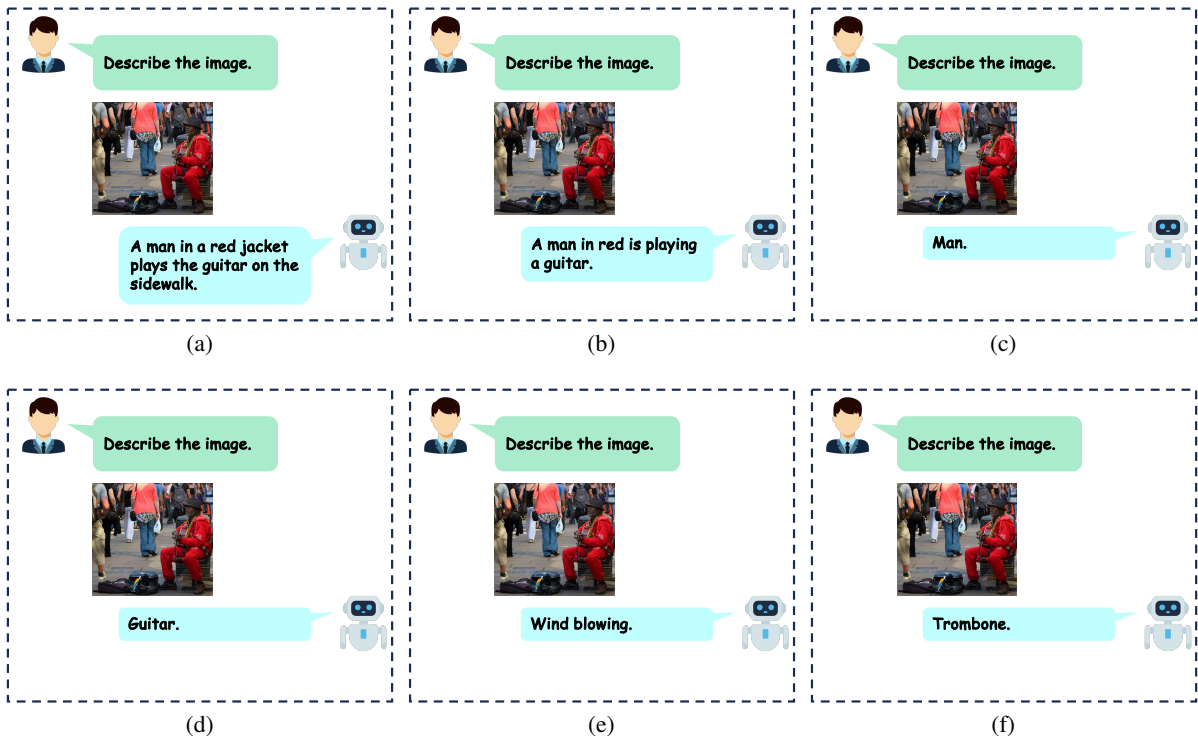 Describe the image.
A man in a red jacket
plays the guitar on the
sidewalk.
(a)
Describe the image.
A man in red is playing
a guitar.
(b)
Describe the image.
Man.
(c)
Describe the image.
Guitar.
(d)
Describe the image.
Wind blowing.
(e)
Describe the image.
Trombone.
(f)